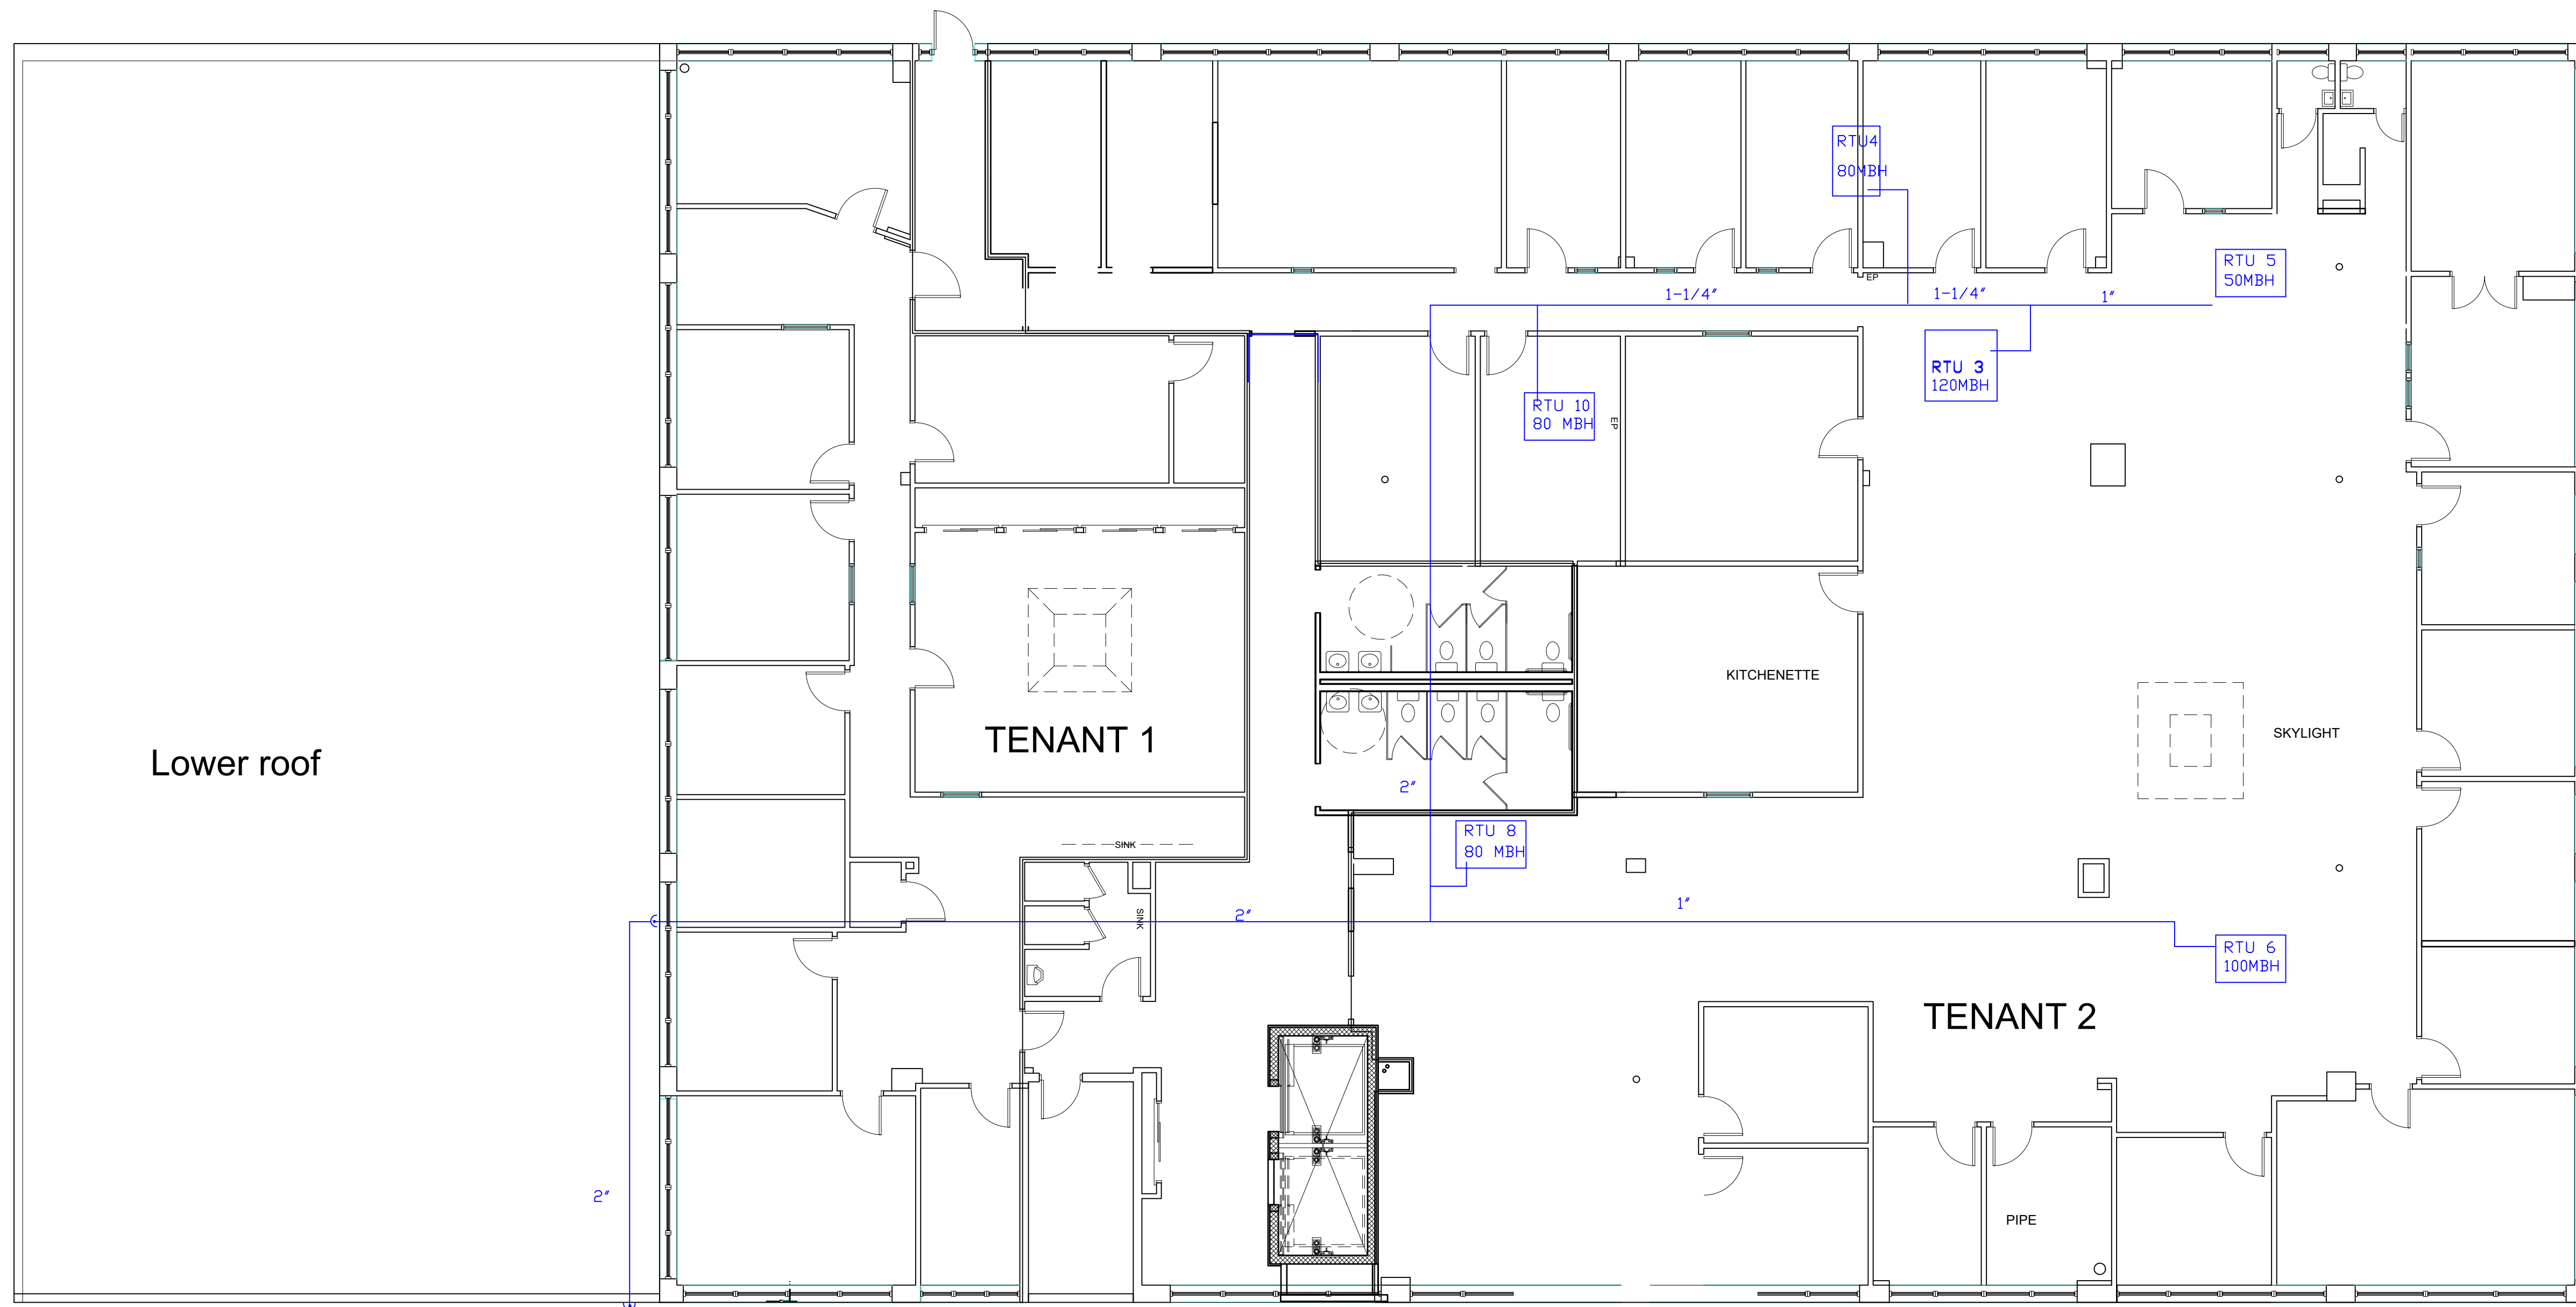 RTU4
80MBH
EP
RTU 5
50MBH
1-1/4"
1-1/4"
1"
RTU 3
120MBH
RTU 10
80 MBH
EP
KITCHENETTE
SKYLIGHT
TENANT 1
Lower roof
2"
RTU 8
80 MBH
SINK
SINK
2"
1"
RTU 6
100MBH
TENANT 2
2"
PIPE